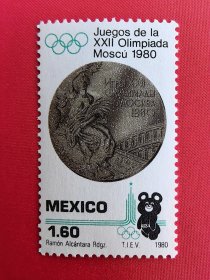 Juegos de la
XXII Olimpiada
Moscú 1980
MEXICO
1.60
Ramón Alcántara Rdgz. T.I.E.V. 1980